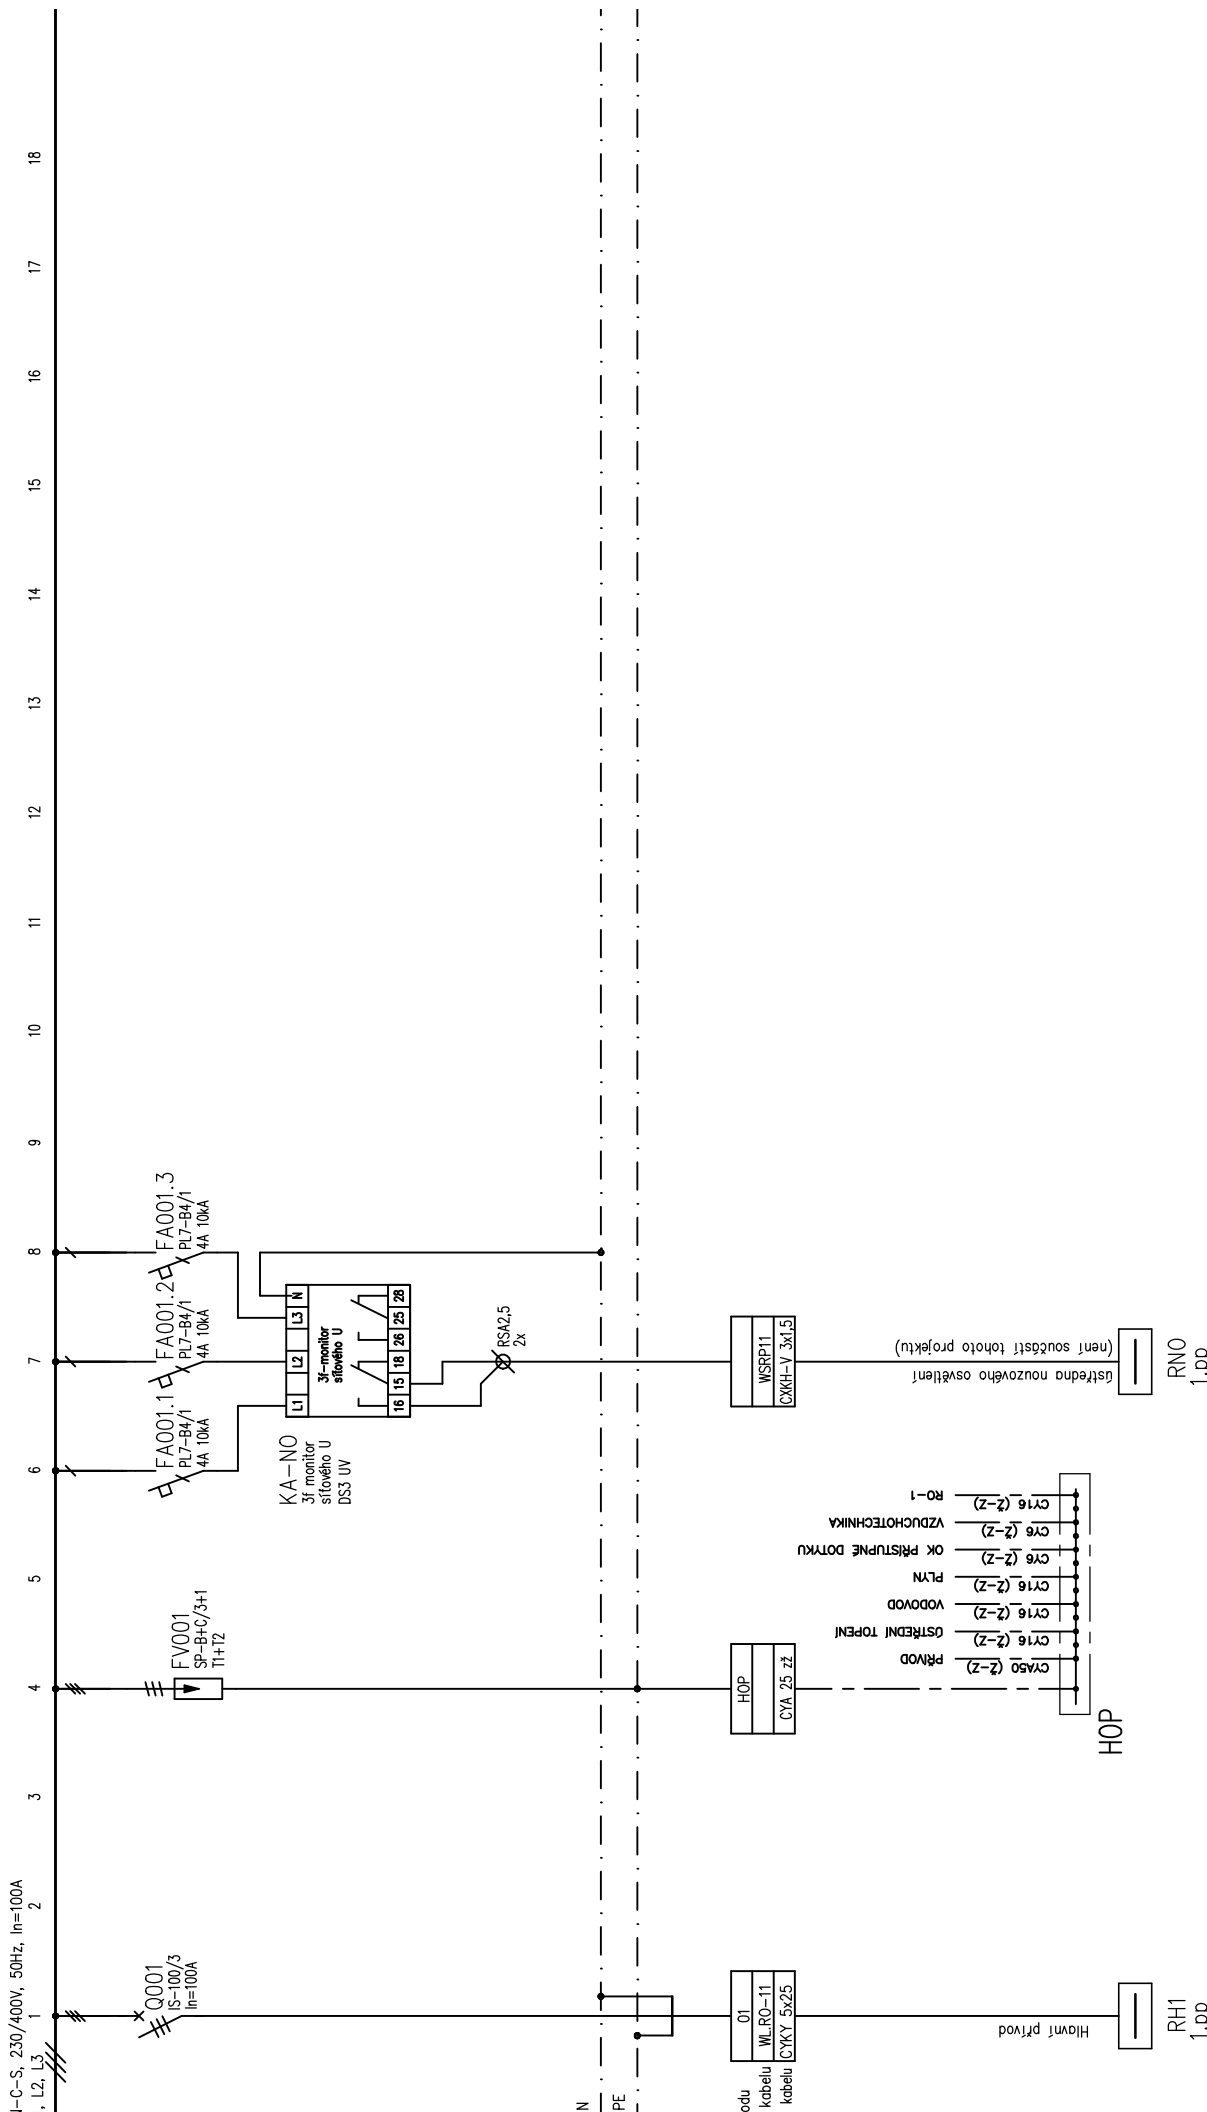 N-C-S, 230/400V, 50Hz, In=100A
, L2, L3
1
2
3
4
5
6
7
8
9
10
11
12
13
14
15
16
17
18
Q001
IS-100/3
In=100A
FV001
SP-B+C/3+1
T1+T2
FA001.1
PL7-B4/1
4A 10kA
FA001.2
PL7-B4/1
4A 10kA
FA001.3
PL7-B4/1
4A 10kA
KA-NO
3f monitor
síťového U
DS3 UV
L1
L2
L3
N
3f-monitor
síťového U
16
15
18
26
25
28
RSA2,5
2x
N
PE
odu
kabelu
kabelu
01
WL.RO-11
CYKY 5x25
HOP
CYA 25 zž
WSRP11
CXKH-V 3x1,5
Hlavní přívod
RH1
1.pp
PŘÍVOD
CYA50 (Ž-Z)
ÚSTŘEDNÍ TOPENÍ
CY16 (Ž-Z)
VODOVOD
CY16 (Ž-Z)
PLYN
CY16 (Ž-Z)
OK PŘÍSTUPNÉ DOTYKU
CY6 (Ž-Z)
VZDUCHOTECHNIKA
CY6 (Ž-Z)
RO-1
CY16 (Ž-Z)
HOP
ústředna nouzového osvětlení
(není součástí tohoto projektu)
RNO
1.pp